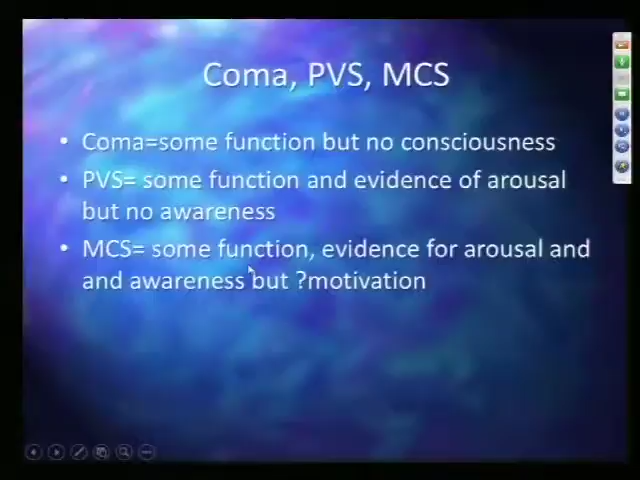 Coma, PVS, MCS
• Coma=some function but no consciousness
• PVS= some function and evidence of arousal
but no awareness
• MCS= some function, evidence for arousal and
and awareness but ?motivation